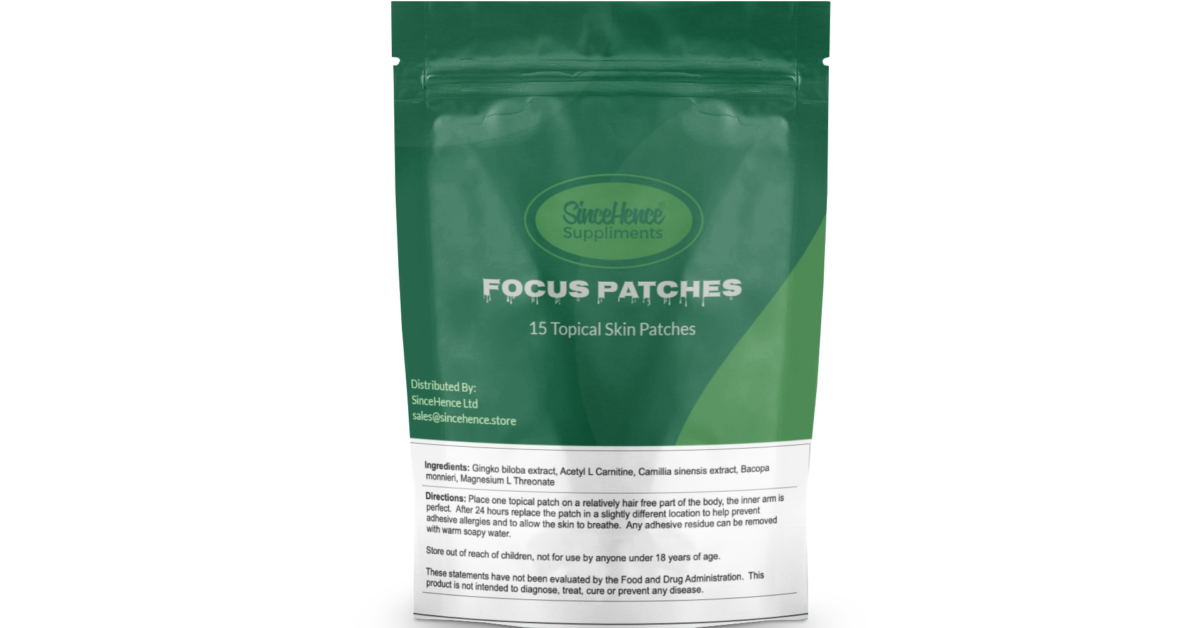 SinceHence®
Suppliments
FOCUS PATCHES
15 Topical Skin Patches
Distributed By:
SinceHence Ltd
sales@sincehence.store
Ingredients: Gingko biloba extract, Acetyl L Carnitine, Camillia sinensis extract, Bacopa
monnieri, Magnesium L Threonate
Directions: Place one topical patch on a relatively hair free part of the body, the inner arm is
perfect. After 24 hours replace the patch in a slightly different location to help prevent
adhesive allergies and to allow the skin to breathe. Any adhesive residue can be removed
with warm soapy water.
Store out of reach of children, not for use by anyone under 18 years of age.
These statements have not been evaluated by the Food and Drug Administration. This
product is not intended to diagnose, treat, cure or prevent any disease.